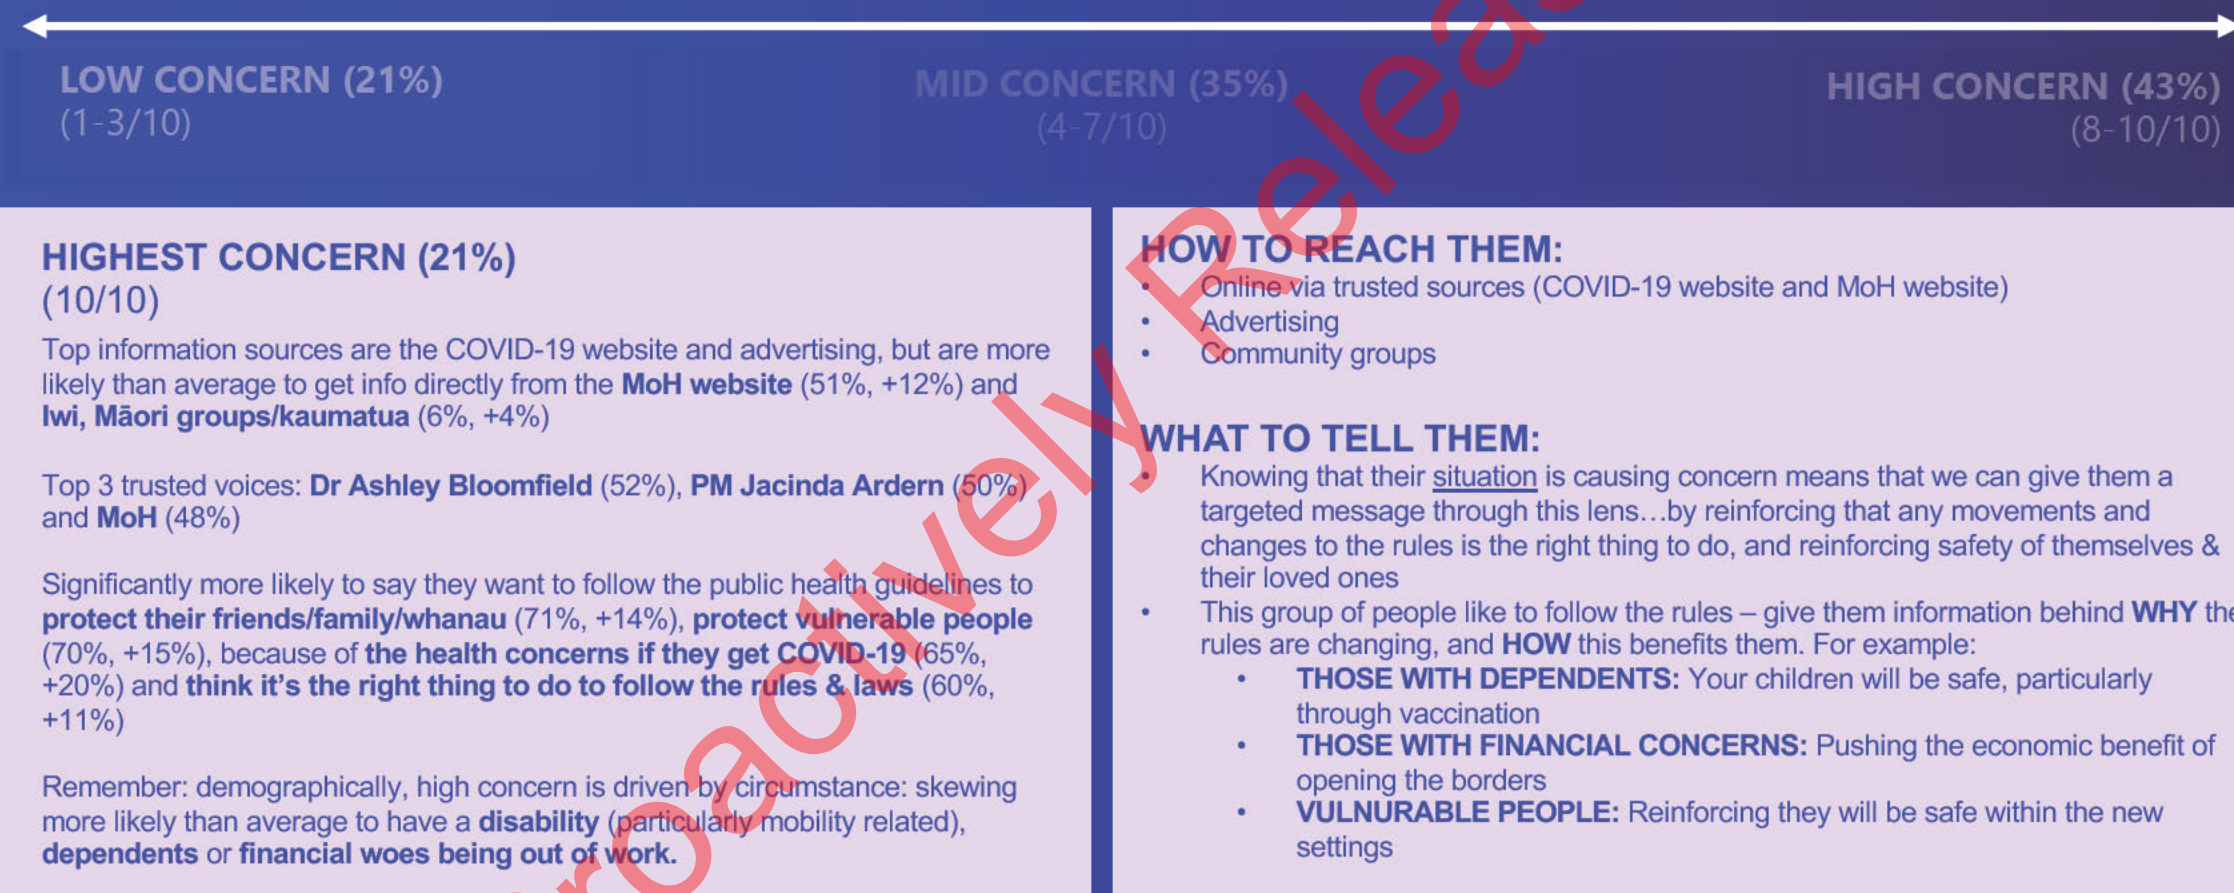 LOW CONCERN (21%)
(1-3/10)
MID CONCERN (35%)
(4-7/10)
HIGH CONCERN (43%)
(8-10/10)
HIGHEST CONCERN (21%)
(10/10)
Top information sources are the COVID-19 website and advertising, but are more
likely than average to get info directly from the MoH website (51%, +12%) and
Iwi, Māori groups/kaumatua (6%, +4%)
Top 3 trusted voices: Dr Ashley Bloomfield (52%), PM Jacinda Ardern (50%)
and MoH (48%)
Significantly more likely to say they want to follow the public health guidelines to
protect their friends/family/whanau (71%, +14%), protect vulnerable people
(70%, +15%), because of the health concerns if they get COVID-19 (65%,
+20%) and think it's the right thing to do to follow the rules & laws (60%,
+11%)
Remember: demographically, high concern is driven by circumstance: skewing
more likely than average to have a disability (particularly mobility related),
dependents or financial woes being out of work.
HOW TO REACH THEM:
• Online via trusted sources (COVID-19 website and MoH website)
• Advertising
• Community groups
WHAT TO TELL THEM:
• Knowing that their situation is causing concern means that we can give them a
targeted message through this lens…by reinforcing that any movements and
changes to the rules is the right thing to do, and reinforcing safety of themselves &
their loved ones
• This group of people like to follow the rules – give them information behind WHY the
rules are changing, and HOW this benefits them. For example:
• THOSE WITH DEPENDENTS: Your children will be safe, particularly
through vaccination
• THOSE WITH FINANCIAL CONCERNS: Pushing the economic benefit of
opening the borders
• VULNURABLE PEOPLE: Reinforcing they will be safe within the new
settings
roactively Relea